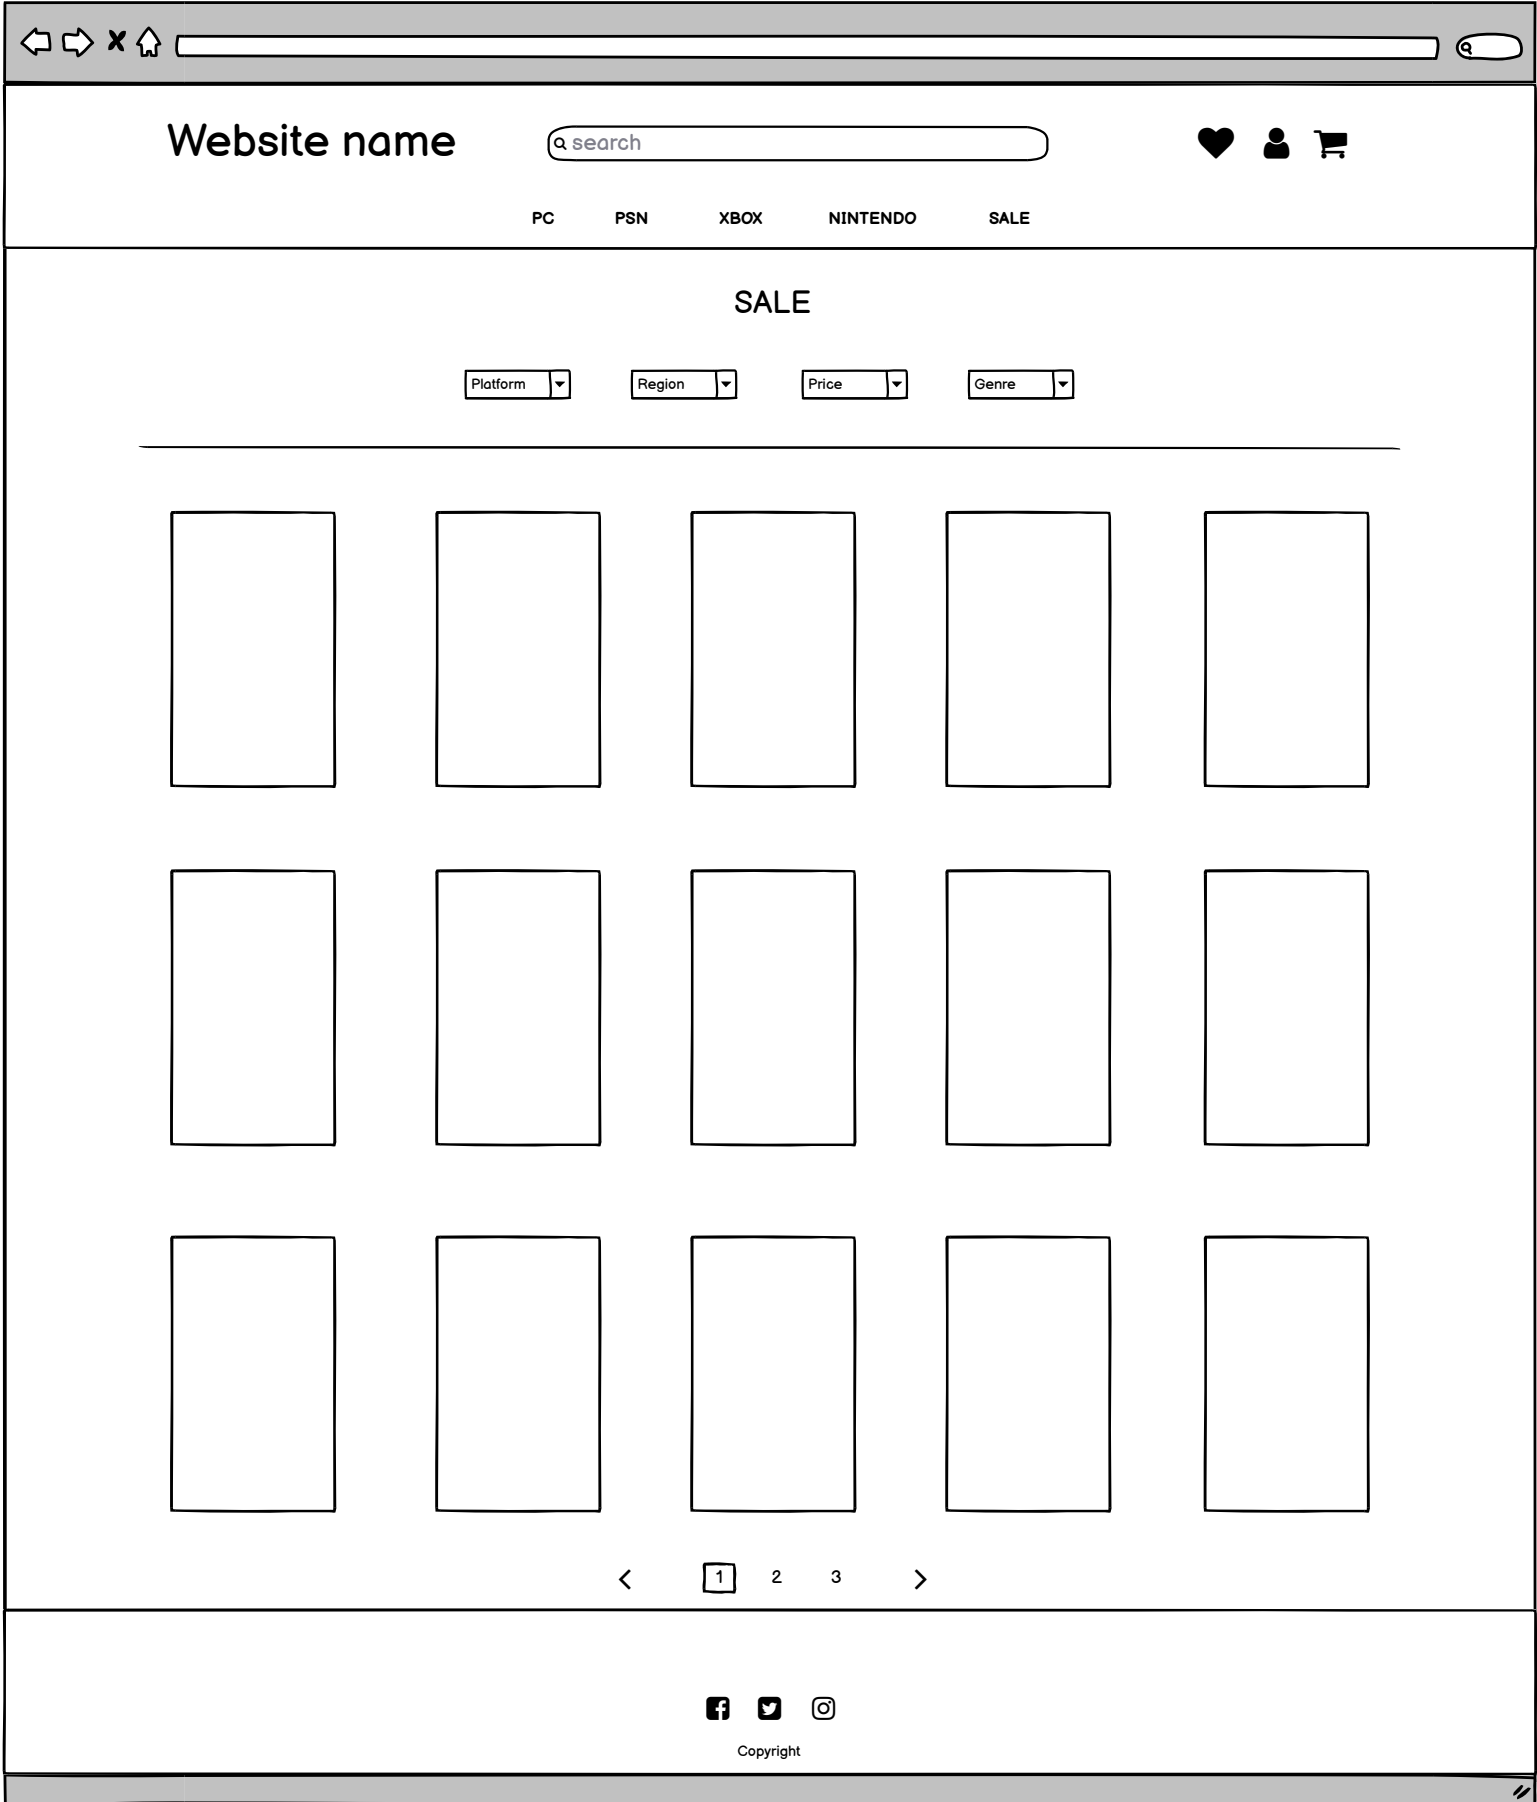 Website name
search
PC PSN XBOX NINTENDO SALE
SALE
Platform Region Price Genre
1 2 3
Copyright